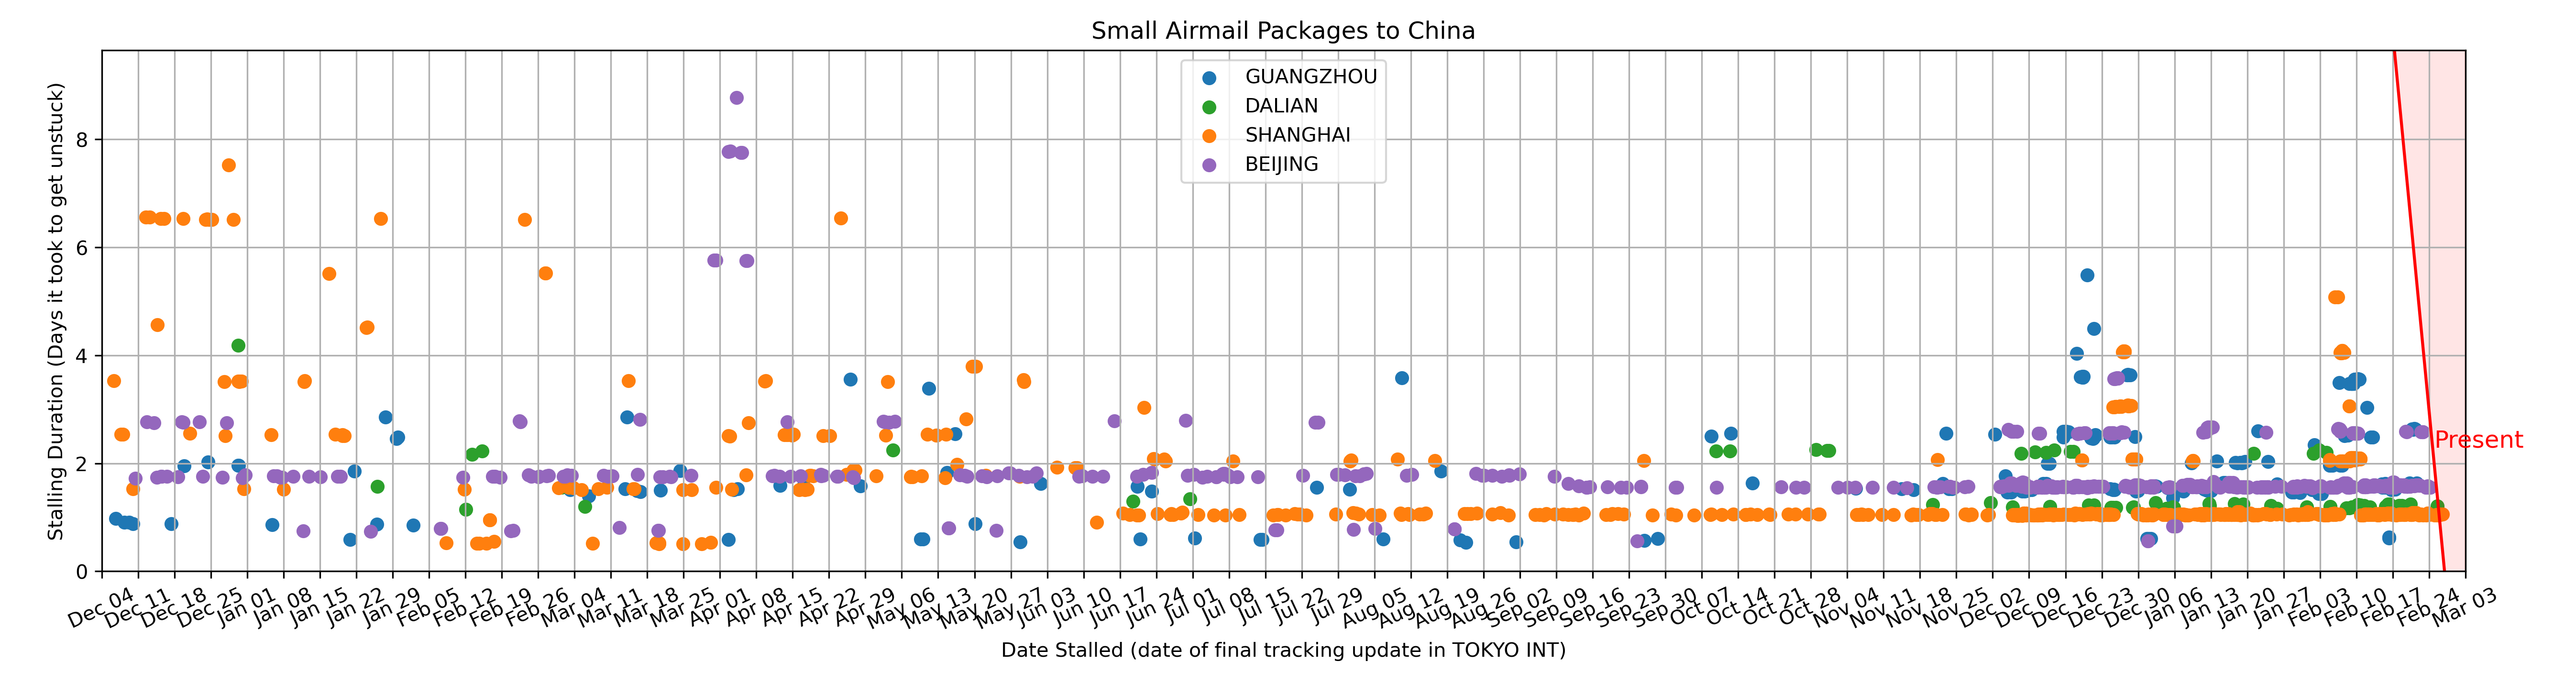 Small Airmail Packages to China
GUANGZHOU
DALIAN
SHANGHAI
BEIJING
Stalling Duration (Days it took to get unstuck)
8
6
4
2
0
Present
Dec 04
Dec 11
Dec 18
Dec 25
Jan 01
Jan 08
Jan 15
Jan 22
Jan 29
Feb 05
Feb 12
Feb 19
Feb 26
Mar 04
Mar 11
Mar 18
Mar 25
Apr 01
Apr 08
Apr 15
Apr 22
Apr 29
May 06
May 13
May 20
May 27
Jun 03
Jun 10
Jun 17
Jun 24
Jul 01
Jul 08
Jul 15
Jul 22
Jul 29
Aug 05
Aug 12
Aug 19
Aug 26
Sep 02
Sep 09
Sep 16
Sep 23
Sep 30
Oct 07
Oct 14
Oct 21
Oct 28
Nov 04
Nov 11
Nov 18
Nov 25
Dec 02
Dec 09
Dec 16
Dec 23
Dec 30
Jan 06
Jan 13
Jan 20
Jan 27
Feb 03
Feb 10
Feb 17
Feb 24
Mar 03
Date Stalled (date of final tracking update in TOKYO INT)